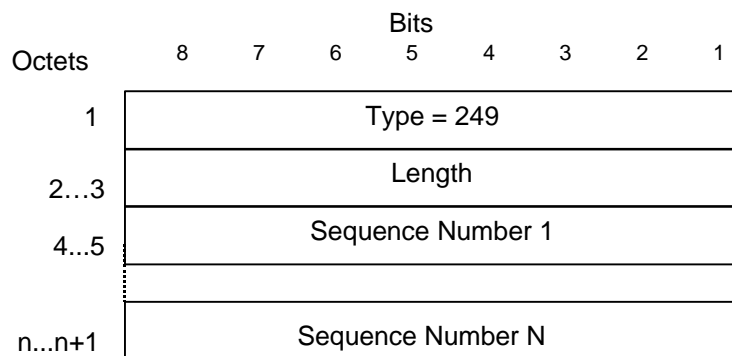 Bits
Octets 8 7 6 5 4 3 2 1
1 Type = 249
2…3 Length
4...5 Sequence Number 1
n...n+1 Sequence Number N